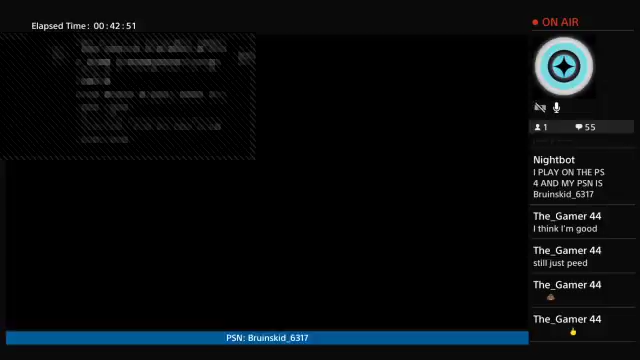 Elapsed Time: 00:42:51
ON AIR
1
55
Nightbot
I PLAY ON THE PS
4 AND MY PSN IS
Bruinskid_6317
The_Gamer 44
I think I'm good
The_Gamer 44
still just peed
The_Gamer 44
💩
The_Gamer 44
PSN: Bruinskid_6317